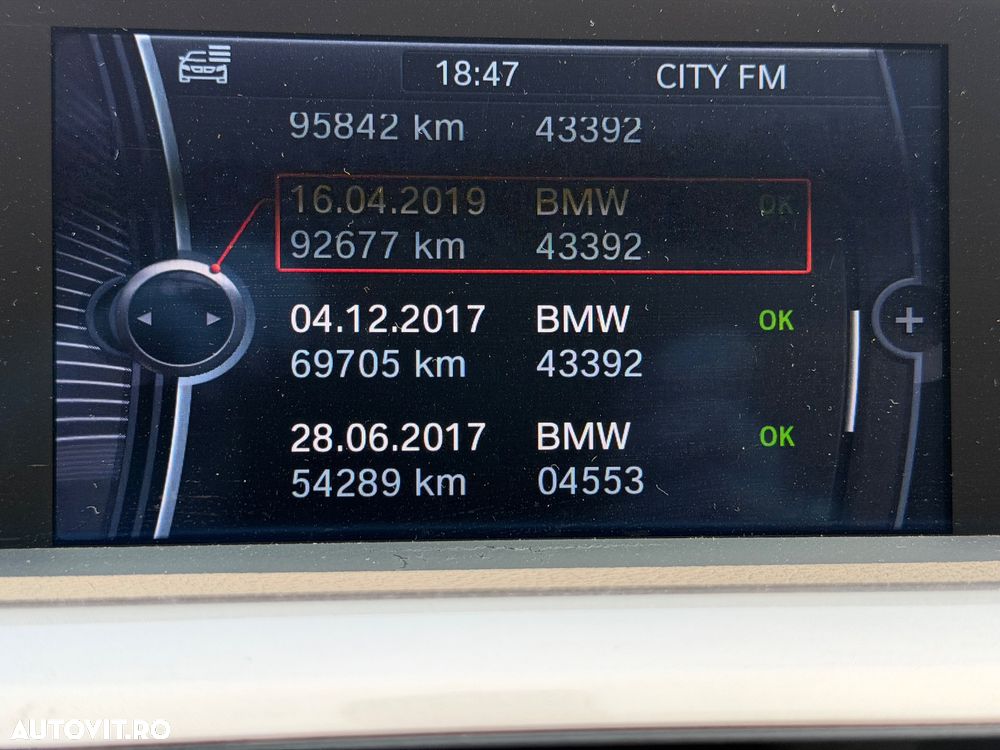 18:47 CITY FM
95842 km 43392
16.04.2019 BMW OK
92677 km 43392
04.12.2017 BMW OK
69705 km 43392
28.06.2017 BMW OK
54289 km 04553
AUTOVIT.RO